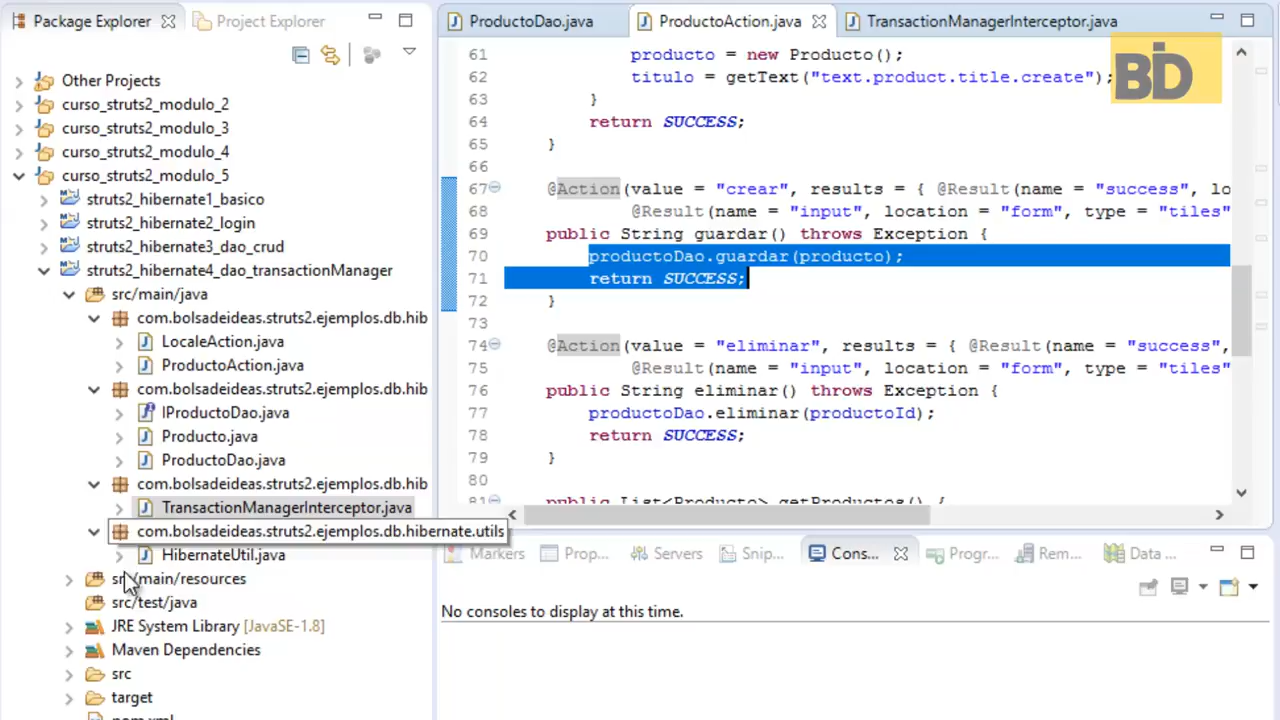 Package Explorer
Project Explorer
Other Projects
curso_struts2_modulo_2
curso_struts2_modulo_3
curso_struts2_modulo_4
curso_struts2_modulo_5
struts2_hibernate1_basico
struts2_hibernate2_login
struts2_hibernate3_dao_crud
struts2_hibernate4_dao_transactionManager
src/main/java
com.bolsadeideas.struts2.ejemplos.db.hib
LocaleAction.java
ProductoAction.java
com.bolsadeideas.struts2.ejemplos.db.hib
IProductoDao.java
Producto.java
ProductoDao.java
com.bolsadeideas.struts2.ejemplos.db.hib
TransactionManagerInterceptor.java
com.bolsadeideas.struts2.ejemplos.db.hibernate.utils
HibernateUtil.java
src/main/resources
src/test/java
JRE System Library [JavaSE-1.8]
Maven Dependencies
src
target
pom.xml
ProductoDao.java
ProductoAction.java
TransactionManagerInterceptor.java
BID
61 producto = new Producto();
62 titulo = getText("text.product.title.create");
63 }
64 return SUCCESS;
65 }
66
67 @Action(value = "crear", results = { @Result(name = "success", lo
68 @Result(name = "input", location = "form", type = "tiles"
69 public String guardar() throws Exception {
70 productoDao.guardar(producto);
71 return SUCCESS;
72 }
73
74 @Action(value = "eliminar", results = { @Result(name = "success",
75 @Result(name = "input", location = "form", type = "tiles"
76 public String eliminar() throws Exception {
77 productoDao.eliminar(productoId);
78 return SUCCESS;
79 }
80
81 public List<Producto> getProductos() {
Markers
Prop...
Servers
Snip...
Cons...
Progr...
Rem...
Data ...
No consoles to display at this time.